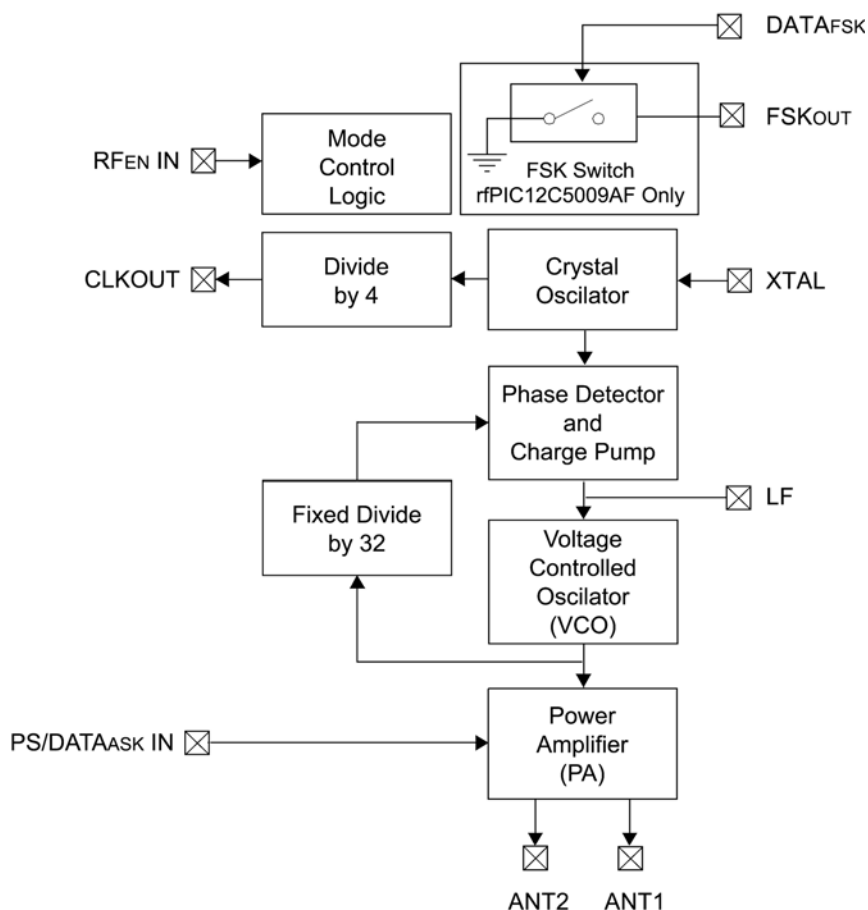 DATAFSK
FSKOUT
FSK Switch
rfPIC12C5009AF Only
RFEN IN
Mode
Control
Logic
CLKOUT
Divide
by 4
Crystal
Oscilator
XTAL
Phase Detector
and
Charge Pump
LF
Fixed Divide
by 32
Voltage
Controlled
Oscilator
(VCO)
PS/DATAASK IN
Power
Amplifier
(PA)
ANT2
ANT1